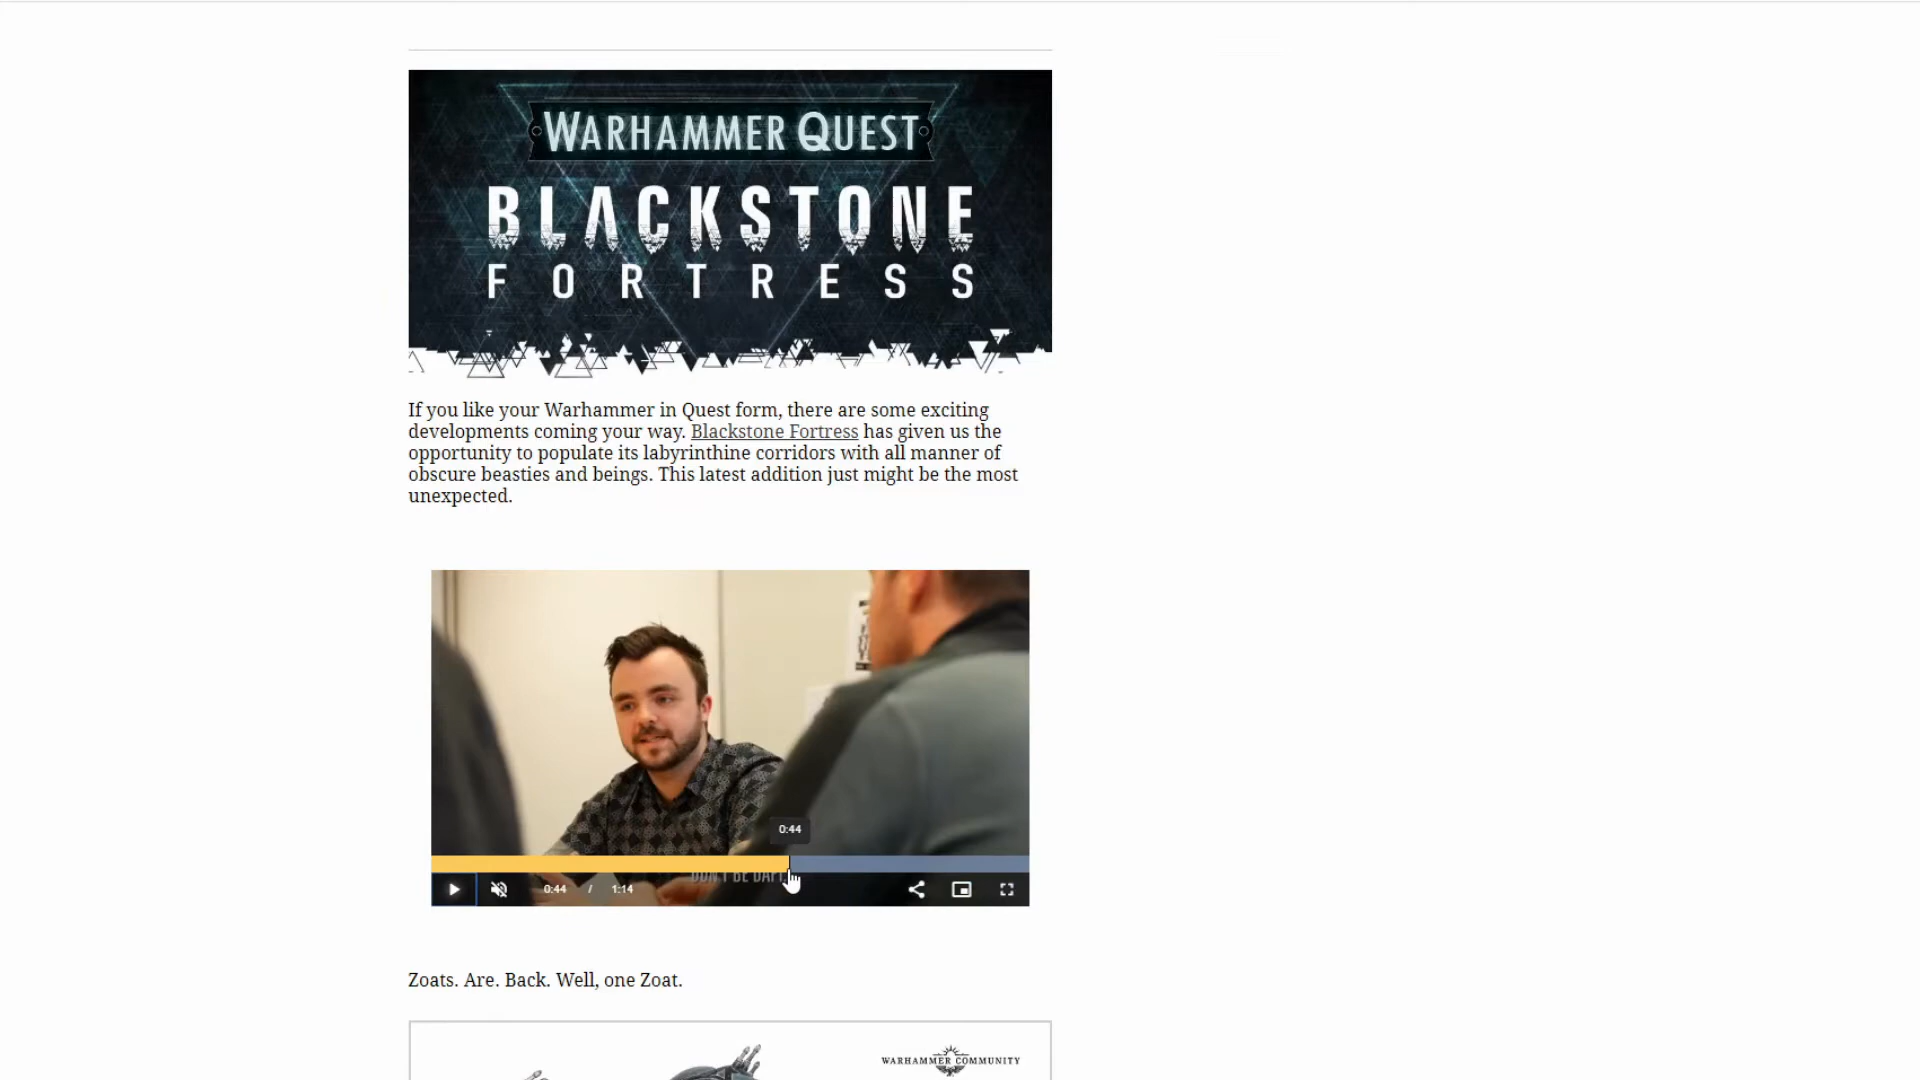 WARHAMMER QUEST
BLACKSTONE
FORTRESS
If you like your Warhammer in Quest form, there are some exciting
developments coming your way. Blackstone Fortress has given us the
opportunity to populate its labyrinthine corridors with all manner of
obscure beasties and beings. This latest addition just might be the most
unexpected.
0:44
DON'T BE DAFT
0:44 / 1:14
Zoats. Are. Back. Well, one Zoat.
WARHAMMER COMMUNITY